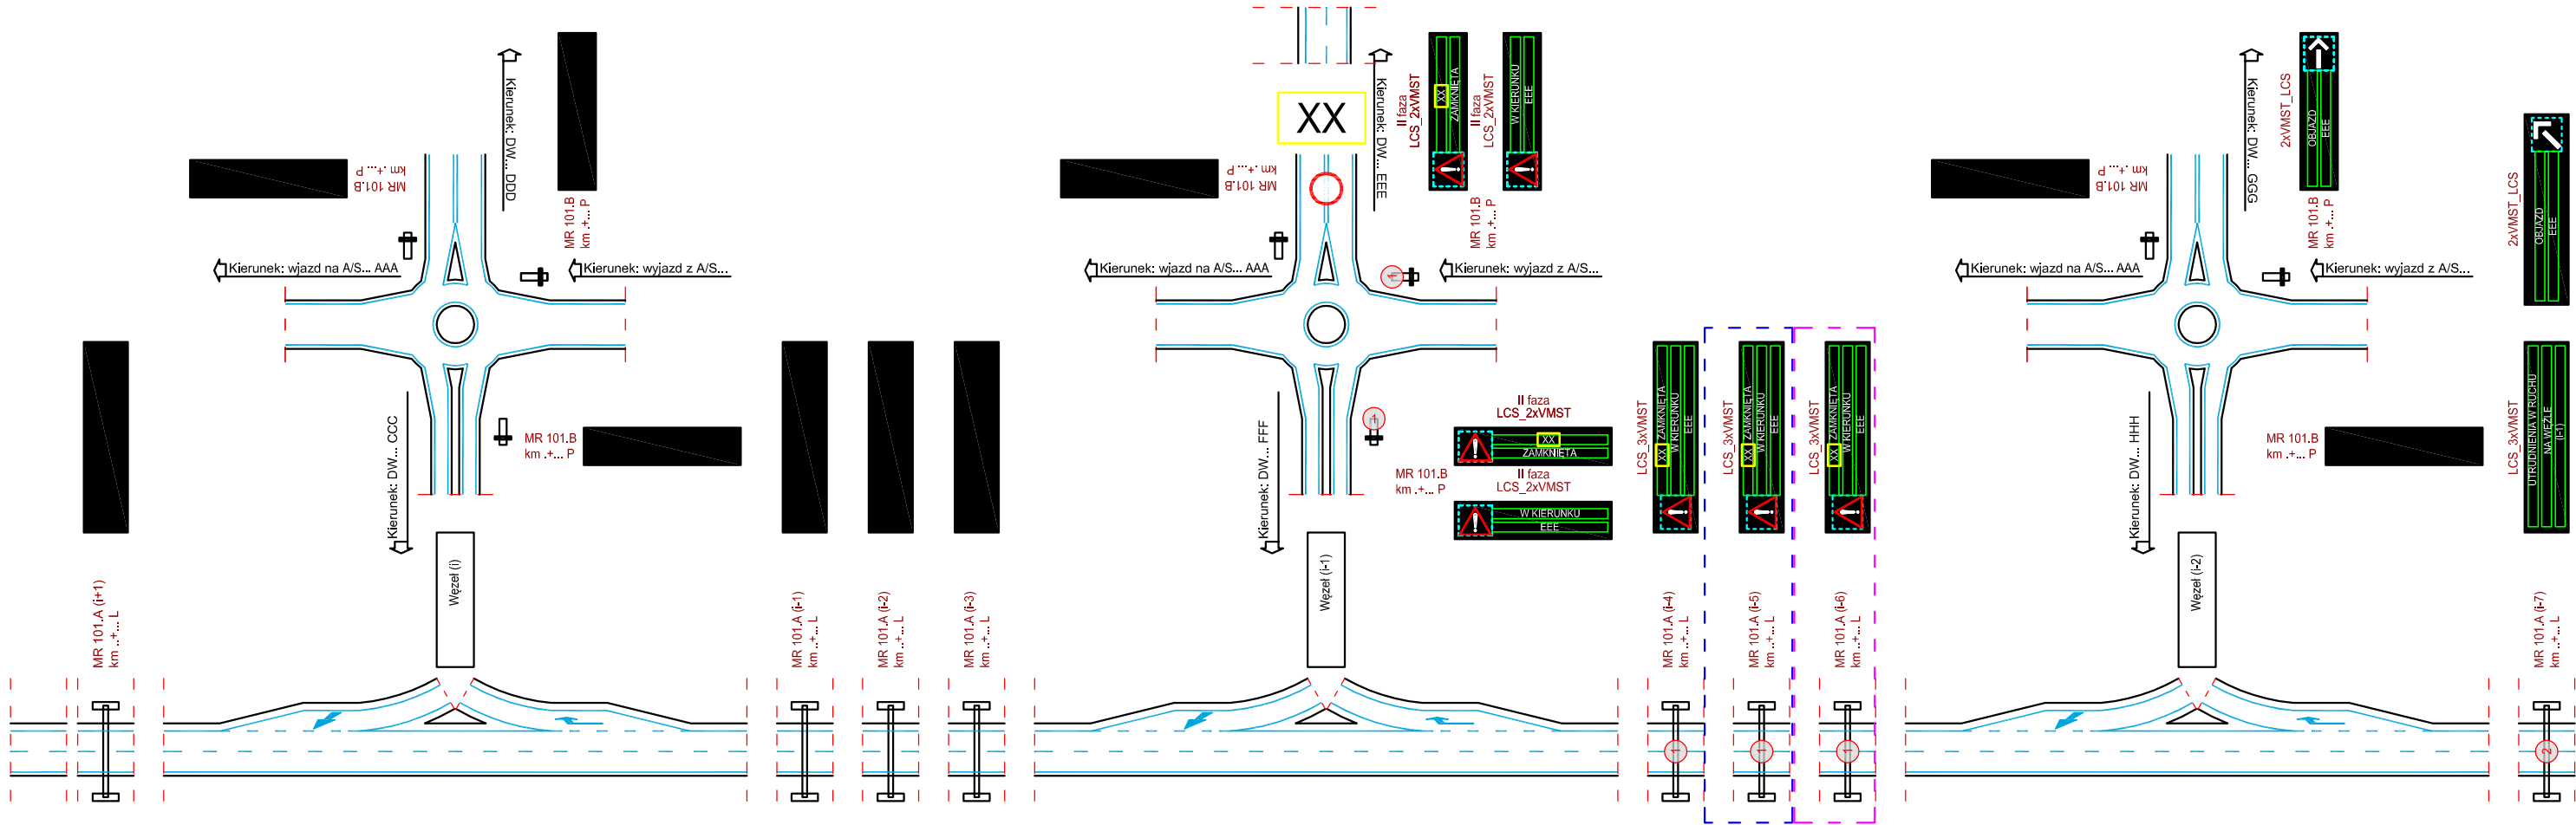 Kierunek: DW... DDD
MR 101.B
km .+... P
MR 101.B
km .+... P
Kierunek: wjazd na A/S... AAA
Kierunek: wyjazd z A/S...
Kierunek: DW... CCC
MR 101.B
km .+... P
Węzeł (i)
MR 101.A (i+1)
km ..+... L
MR 101.A (i-1)
km ..+... L
MR 101.A (i-2)
km ..+... L
MR 101.A (i-3)
km ..+... L
XX
Kierunek: DW... EEE
II faza
LCS_2xVMST
XX
ZAMKNIĘTA
II faza
LCS_2xVMST
W KIERUNKU
EEE
MR 101.B
km .+... P
MR 101.B
km .+... P
Kierunek: wjazd na A/S... AAA
Kierunek: wyjazd z A/S...
1
1
Kierunek: DW... FFF
II faza
LCS_2xVMST
XX
ZAMKNIĘTA
MR 101.B
km .+... P
II faza
LCS_2xVMST
W KIERUNKU
EEE
Węzeł (i-1)
LCS_3xVMST
XX ZAMKNIĘTA
W KIERUNKU
EEE
LCS_3xVMST
XX ZAMKNIĘTA
W KIERUNKU
EEE
LCS_3xVMST
XX ZAMKNIĘTA
W KIERUNKU
EEE
MR 101.A (i-4)
km ..+... L
MR 101.A (i-5)
km ..+... L
MR 101.A (i-6)
km ..+... L
1
1
1
Kierunek: DW... GGG
2xVMST_LCS
OBJAZD
EEE
MR 101.B
km .+... P
MR 101.B
km .+... P
Kierunek: wjazd na A/S... AAA
Kierunek: wyjazd z A/S...
2xVMST_LCS
OBJAZD
EEE
Kierunek: DW... HHH
MR 101.B
km .+... P
Węzeł (i-2)
LCS_3xVMST
UTRUDNIENIA W RUCHU
NA WĘŹLE
(i-1)
MR 101.A (i-7)
km ..+... L
2